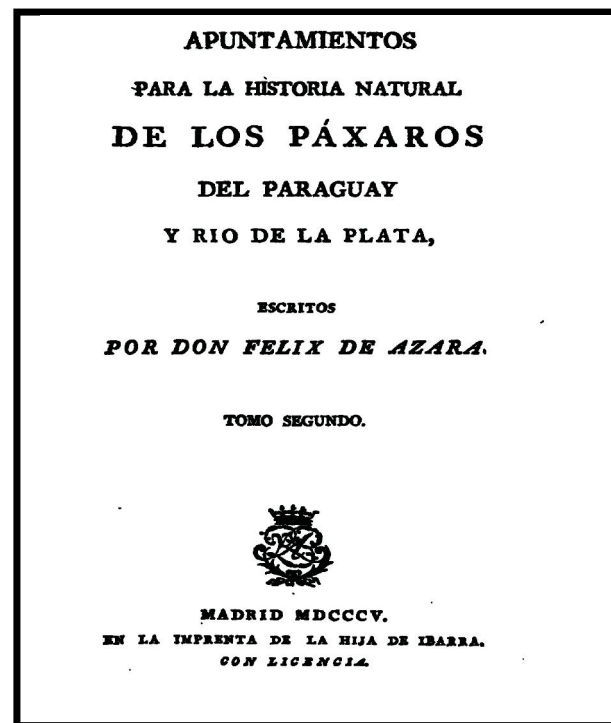 APUNTAMIENTOS
PARA LA HISTORIA NATURAL
DE LOS PÁXAROS
DEL PARAGUAY
Y RIO DE LA PLATA,
ESCRITOS
POR DON FELIX DE AZARA.
TOMO SEGUNDO.
MADRID MDCCCV.
EN LA IMPRENTA DE LA HIJA DE IBARRA.
CON LICENCIA.